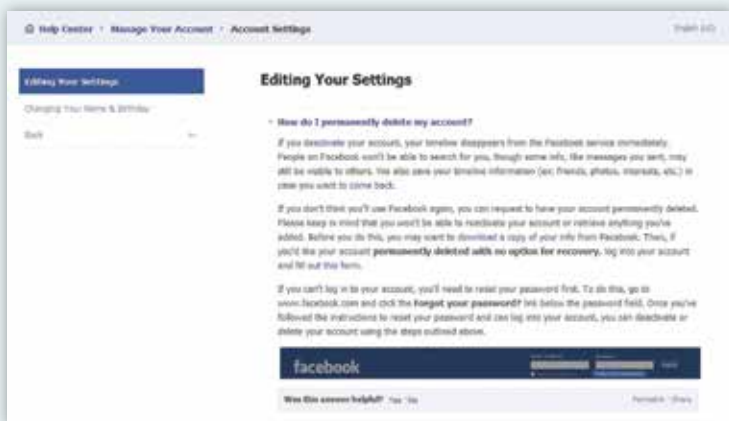 Help Center › Manage Your Account › Account Settings
English (US)
Editing Your Settings
Changing Your Name & Birthday
Back
Editing Your Settings
How do I permanently delete my account?
If you deactivate your account, your timeline disappears from the Facebook service immediately.
People on Facebook won't be able to search for you, though some info, like messages you sent, may
still be visible to others. We also save your timeline information (ex: friends, photos, interests, etc.) in
case you want to come back.
If you don't think you'll use Facebook again, you can request to have your account permanently deleted.
Please keep in mind that you won't be able to reactivate your account or retrieve anything you've
added. Before you do this, you may want to download a copy of your info from Facebook. Then, if
you'd like your account permanently deleted with no option for recovery, log into your account
and fill out this form.
If you can't log in to your account, you'll need to reset your password first. To do this, go to
www.facebook.com and click the Forgot your password? link below the password field. Once you've
followed the instructions to reset your password and can log into your account, you can deactivate or
delete your account using the steps outlined above.
facebook
Was this answer helpful? Yes · No
Permalink · Share